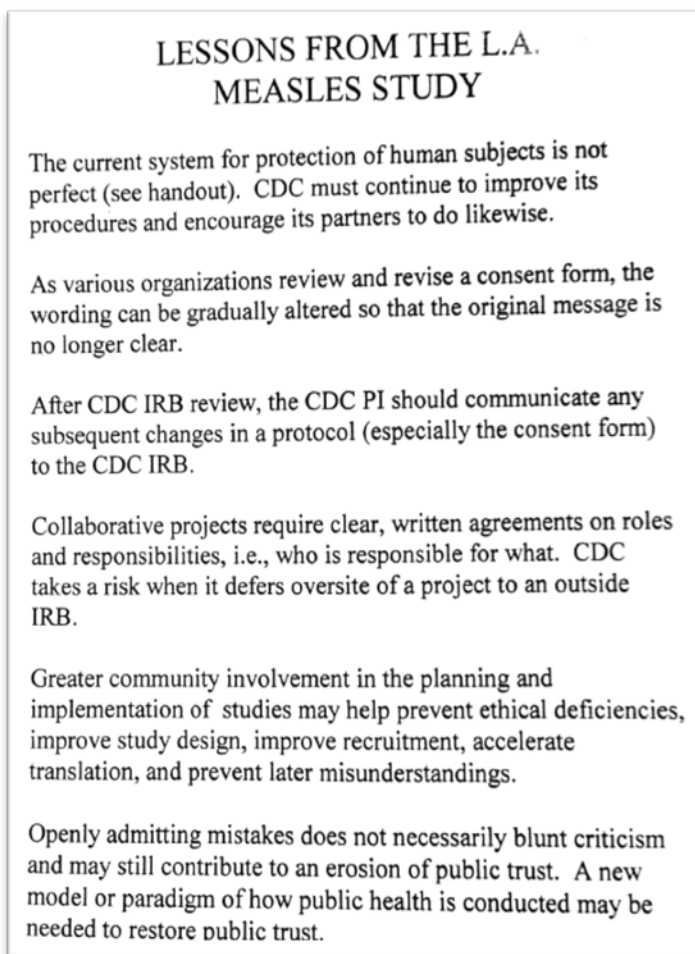 LESSONS FROM THE L.A.
MEASLES STUDY
The current system for protection of human subjects is not
perfect (see handout). CDC must continue to improve its
procedures and encourage its partners to do likewise.
As various organizations review and revise a consent form, the
wording can be gradually altered so that the original message is
no longer clear.
After CDC IRB review, the CDC PI should communicate any
subsequent changes in a protocol (especially the consent form)
to the CDC IRB.
Collaborative projects require clear, written agreements on roles
and responsibilities, i.e., who is responsible for what. CDC
takes a risk when it defers oversite of a project to an outside
IRB.
Greater community involvement in the planning and
implementation of studies may help prevent ethical deficiencies,
improve study design, improve recruitment, accelerate
translation, and prevent later misunderstandings.
Openly admitting mistakes does not necessarily blunt criticism
and may still contribute to an erosion of public trust. A new
model or paradigm of how public health is conducted may be
needed to restore public trust.